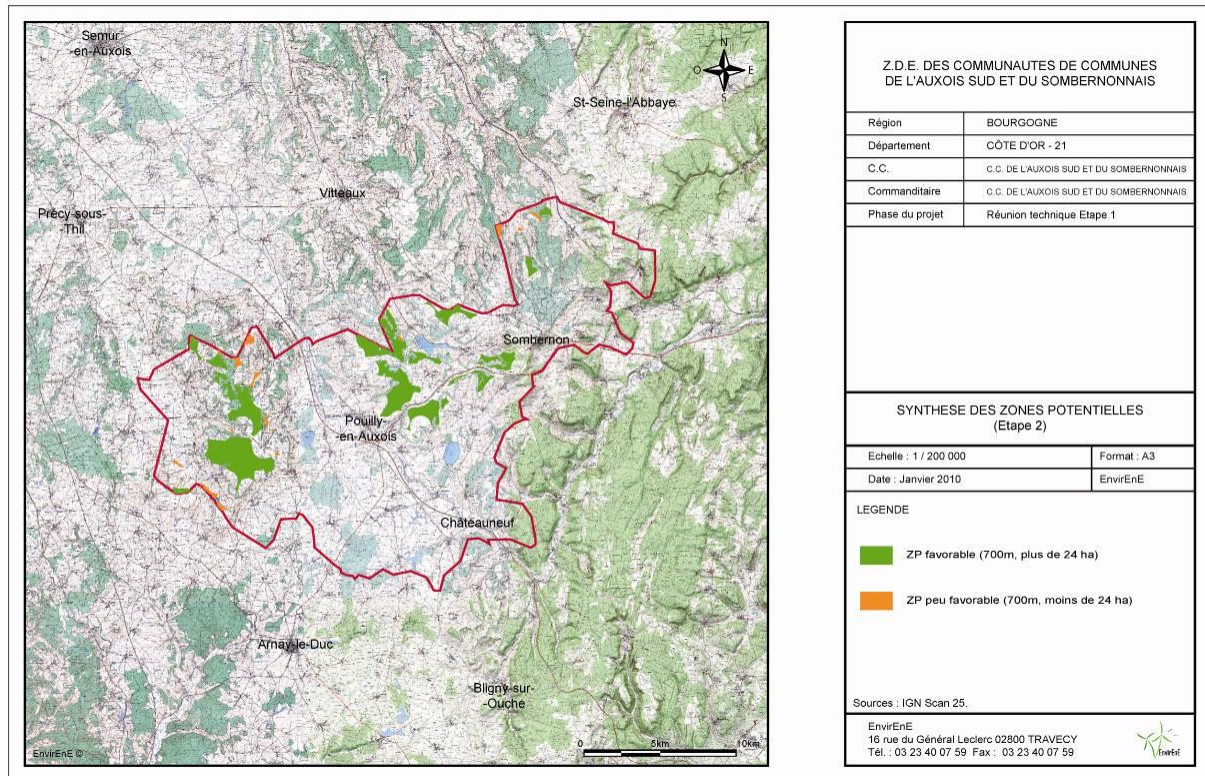 Semur
-en-Auxois
N
O
E
S
St-Seine-l'Abbaye
Vitteaux
Précy-sous-
Thil
Sombernon
Pouilly-
en-Auxois
Châteauneuf
Arnay-le-Duc
Bligny-sur-
-Ouche
EnvirEnE ©
0 5km 10km
Z.D.E. DES COMMUNAUTES DE COMMUNES
DE L'AUXOIS SUD ET DU SOMBERNONNAIS
Région BOURGOGNE
Département CÔTE D'OR - 21
C.C. C.C. DE L'AUXOIS SUD ET DU SOMBERNONNAIS
Commanditaire C.C. DE L'AUXOIS SUD ET DU SOMBERNONNAIS
Phase du projet Réunion technique Etape 1
SYNTHESE DES ZONES POTENTIELLES
(Etape 2)
Echelle : 1 / 200 000 Format : A3
Date : Janvier 2010 EnvirEnE
LEGENDE
ZP favorable (700m, plus de 24 ha)
ZP peu favorable (700m, moins de 24 ha)
Sources : IGN Scan 25.
EnvirEnE
16 rue du Général Leclerc 02800 TRAVECY
Tél. : 03 23 40 07 59 Fax : 03 23 40 07 59
EnvirEnE